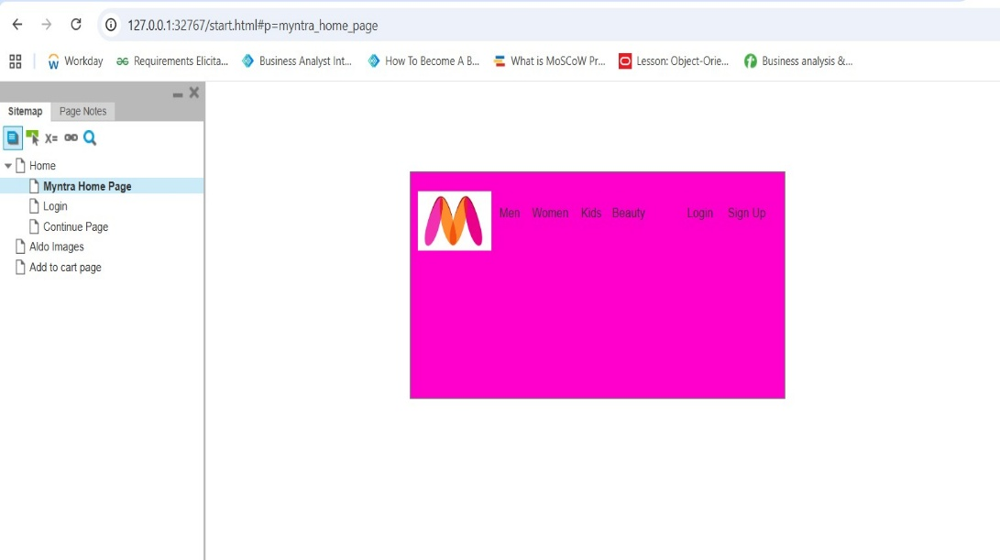 127.0.0.1:32767/start.html#p=myntra_home_page
Workday Requirements Elicita... Business Analyst Int... How To Become A B... What is MoSCoW Pr... Lesson: Object-Orie... Business analysis &...
Sitemap Page Notes
X=
Home
Myntra Home Page
Login
Continue Page
Aldo Images
Add to cart page
Men Women Kids Beauty Login Sign Up